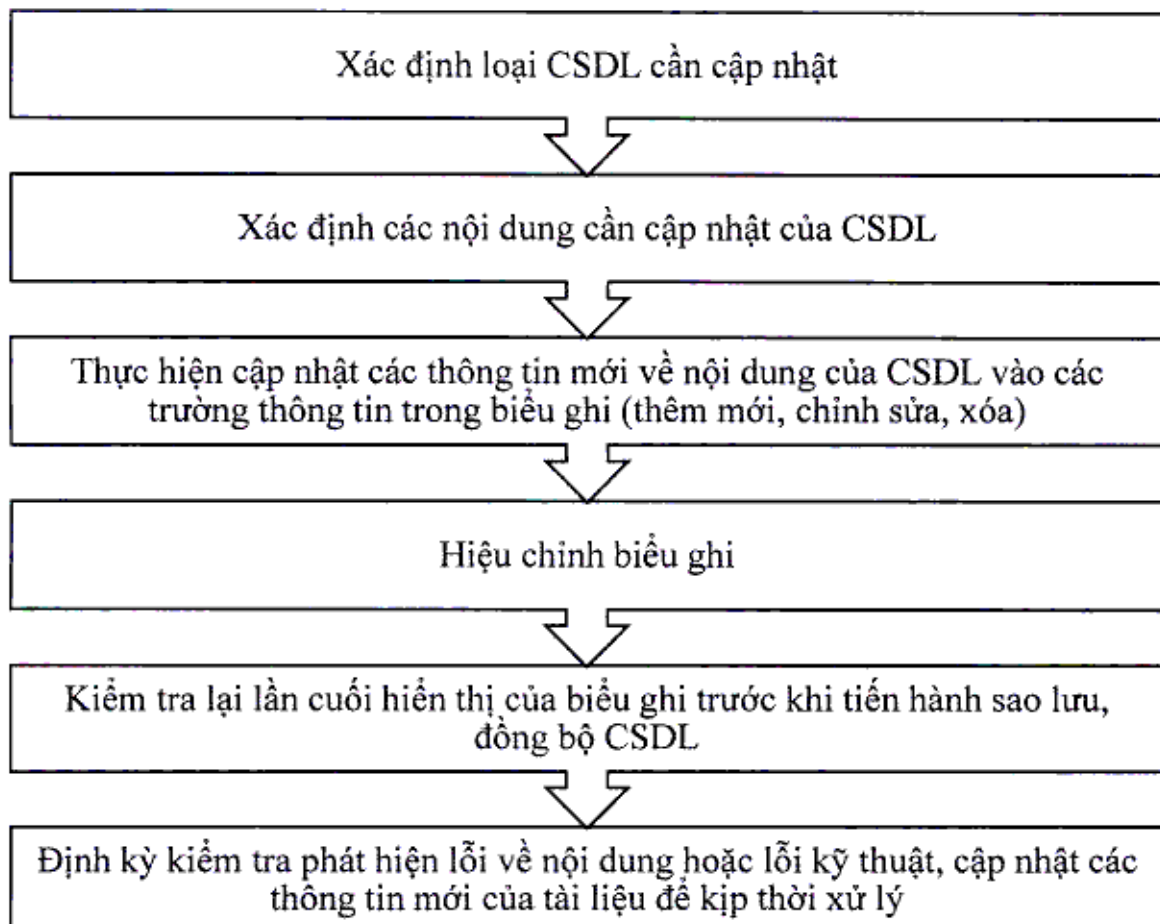 Xác định loại CSDL cần cập nhật
Xác định các nội dung cần cập nhật của CSDL
Thực hiện cập nhật các thông tin mới về nội dung của CSDL vào các
trường thông tin trong biểu ghi (thêm mới, chỉnh sửa, xóa)
Hiệu chỉnh biểu ghi
Kiểm tra lại lần cuối hiển thị của biểu ghi trước khi tiến hành sao lưu,
đồng bộ CSDL
Định kỳ kiểm tra phát hiện lỗi về nội dung hoặc lỗi kỹ thuật, cập nhật các
thông tin mới của tài liệu để kịp thời xử lý